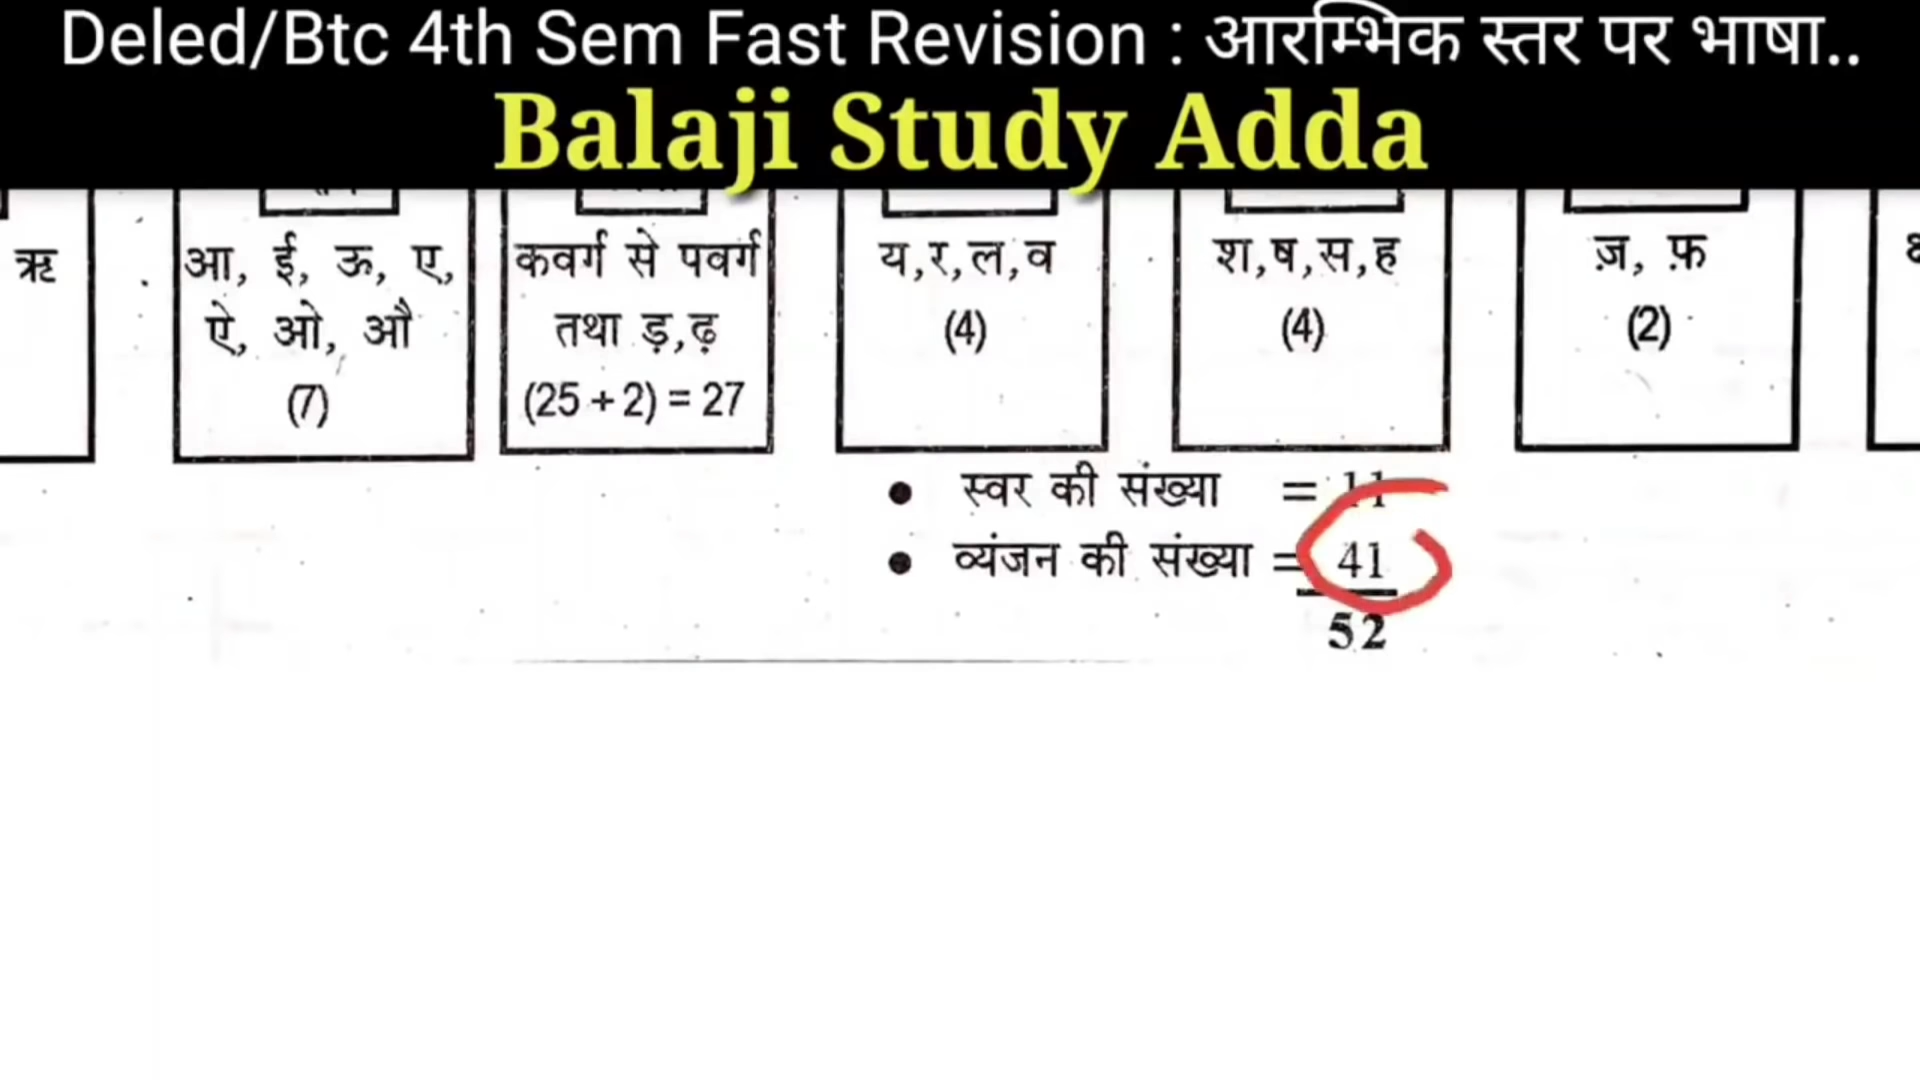 Deled/Btc 4th Sem Fast Revision : आरम्भिक स्तर पर भाषा..
Balaji Study Adda
ऋ
आ, ई, ऊ, ए,
ऐ, ओ, औ
(7)
कवर्ग से पवर्ग
तथा ड़,ढ़
(25 + 2) = 27
य,र,ल,व
(4)
श,ष,स,ह
(4)
ज़, फ़
(2)
• स्वर की संख्या = 11
• व्यंजन की संख्या = 41
52